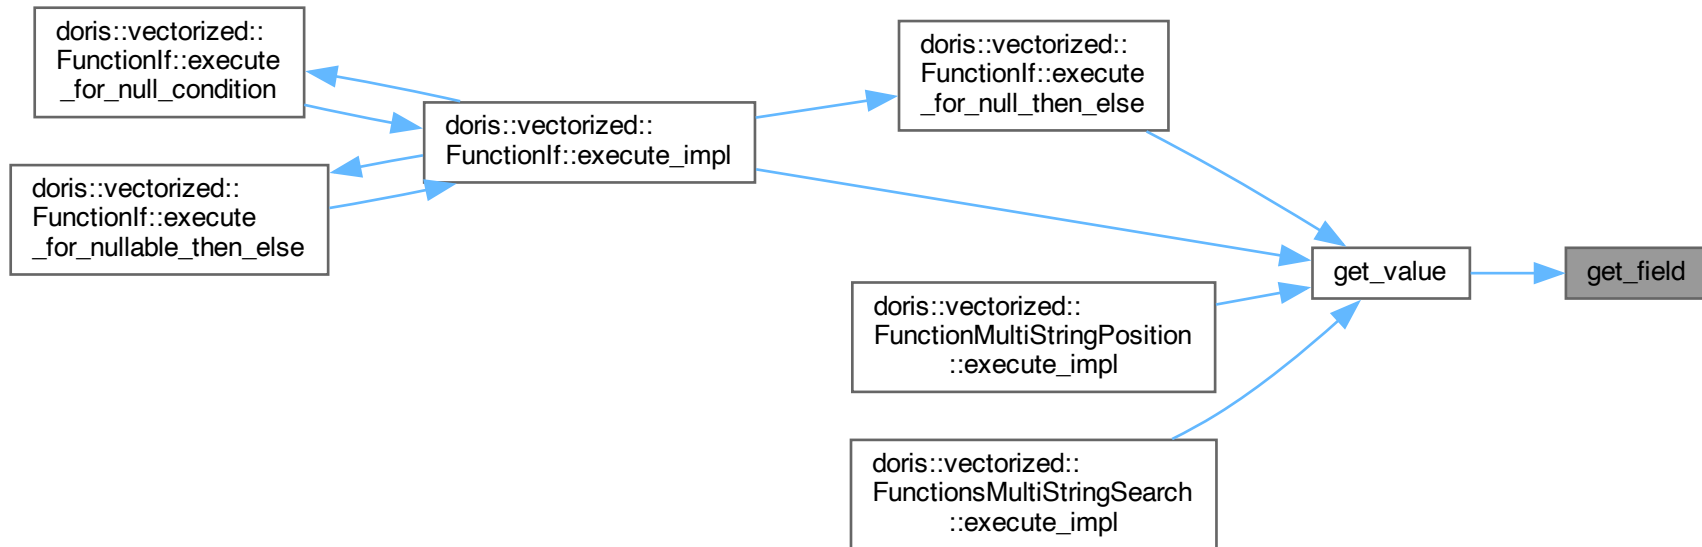 doris::vectorized::
FunctionIf::execute
_for_null_condition
doris::vectorized::
FunctionIf::execute
_for_nullable_then_else
doris::vectorized::
FunctionIf::execute_impl
doris::vectorized::
FunctionIf::execute
_for_null_then_else
doris::vectorized::
FunctionMultiStringPosition
::execute_impl
doris::vectorized::
FunctionsMultiStringSearch
::execute_impl
get_value
get_field